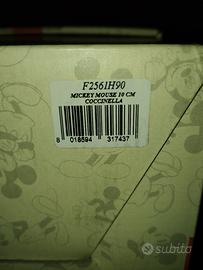 F2561H90
MICKEY MOUSE 10 CM
COCCINELLA
8 018594 317437
subito